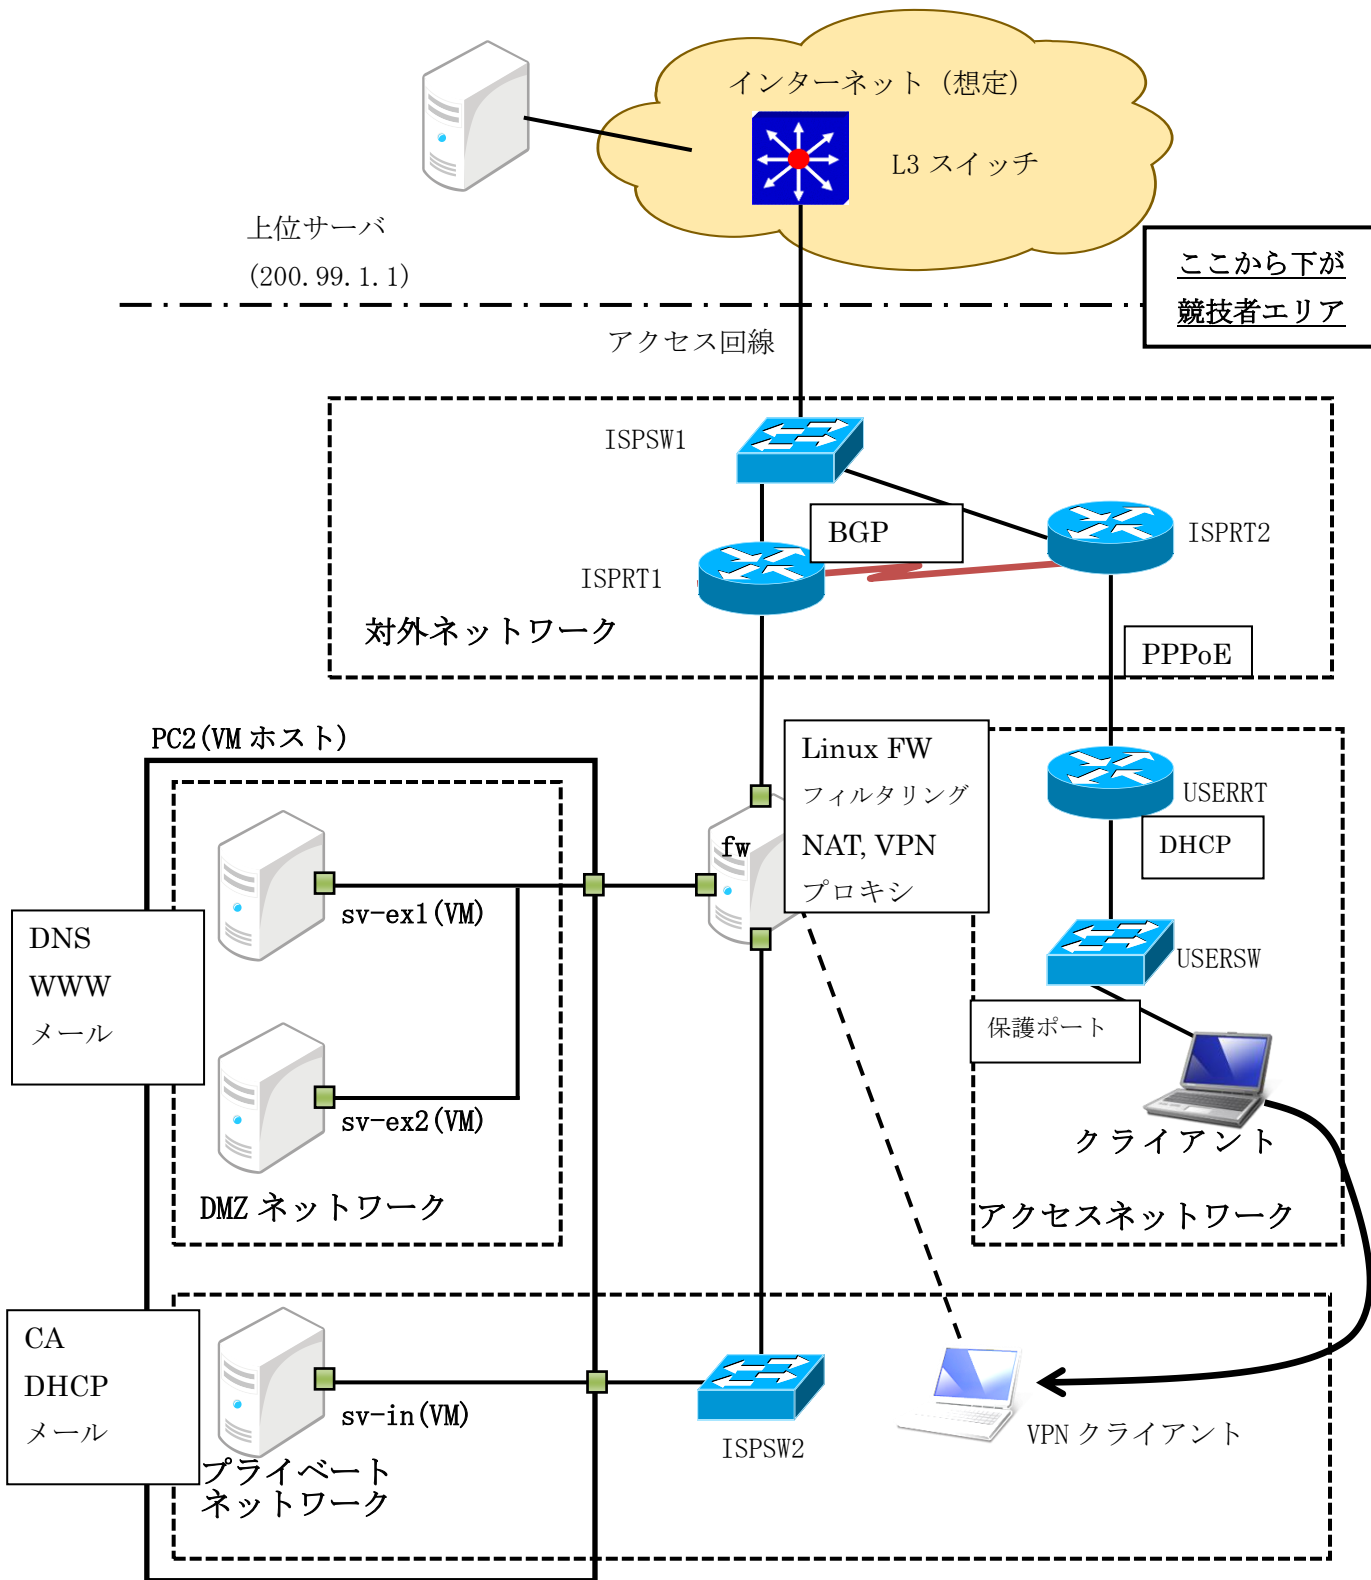 インターネット（想定）
L3 スイッチ
上位サーバ
(200.99.1.1)
ここから下が
競技者エリア
アクセス回線
ISPSW1
BGP
ISPRT2
ISPRT1
対外ネットワーク
PPPoE
PC2(VM ホスト)
Linux FW
フィルタリング
NAT, VPN
プロキシ
fw
USERRT
DHCP
sv-ex1(VM)
DNS
WWW
メール
USERSW
保護ポート
sv-ex2(VM)
クライアント
DMZ ネットワーク
アクセスネットワーク
CA
DHCP
メール
sv-in(VM)
ISPSW2
VPN クライアント
プライベート
ネットワーク